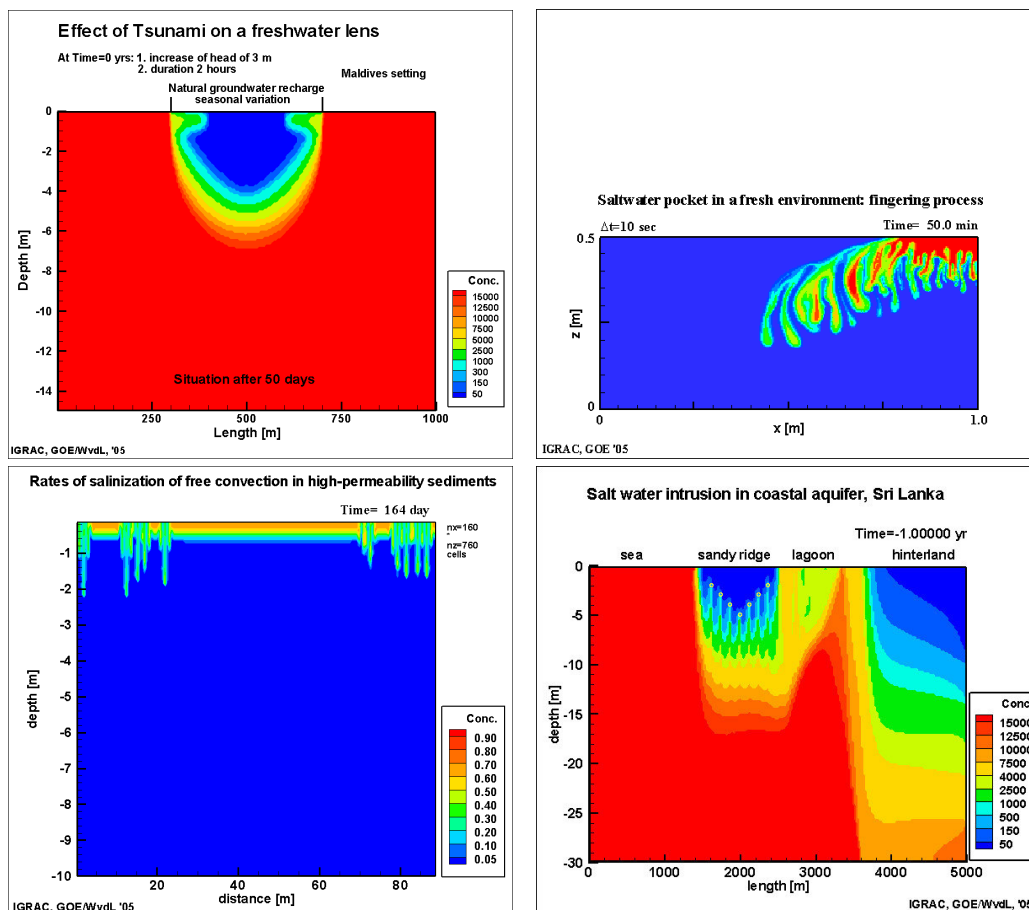 Effect of Tsunami on a freshwater lens
At Time=0 yrs: 1. increase of head of 3 m
2. duration 2 hours
Maldives setting
Natural groundwater recharge
seasonal variation
0
-2
-4
-6
-8
-10
-12
-14
Depth [m]
Situation after 50 days
250
500
750
1000
Length [m]
Conc.
15000
12500
10000
7500
5000
2500
1000
300
150
50
IGRAC, GOE/WvdL, '05
Saltwater pocket in a fresh environment: fingering process
Δt=10 sec
Time= 50.0 min
0.5
z [m]
0
0
x [m]
1.0
IGRAC, GOE '05
Rates of salinization of free convection in high-permeability sediments
Time= 164 day
nx=160
-
nz=760
cells
-1
-2
-3
-4
-5
-6
-7
-8
-9
-10
depth [m]
20
40
60
80
distance [m]
Conc.
0.90
0.80
0.70
0.60
0.50
0.40
0.30
0.20
0.10
0.05
IGRAC, GOE/WvdL '05
Salt water intrusion in coastal aquifer, Sri Lanka
Time=-1.00000 yr
sea
sandy ridge
lagoon
hinterland
0
-5
-10
-15
-20
-25
-30
depth [m]
0
1000
2000
3000
4000
5000
length [m]
Conc
15000
12500
10000
7500
4000
2500
1000
500
150
50
IGRAC, GOE/WvdL, '05